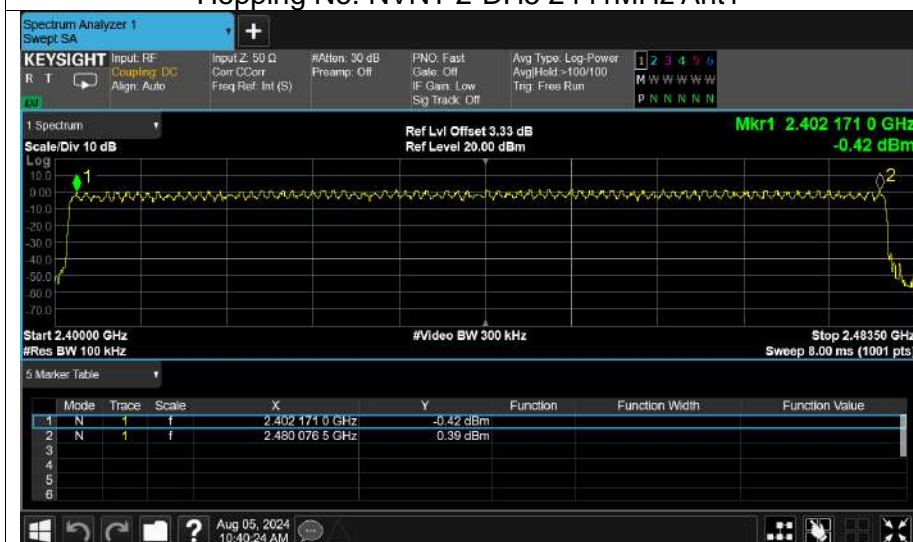 Hopping No. NVNT 2-DH5 2441MHz Ant1
Spectrum Analyzer 1
Swept SA
+
KEYSIGHT
R T
Input: RF
Coupling: DC
Align: Auto
Input Z: 50 Ω
Corr CCorr
Freq Ref: Int (S)
#Atten: 30 dB
Preamp: Off
PNO: Fast
Gate: Off
IF Gain: Low
Sig Track: Off
Avg Type: Log-Power
Avg|Hold:>100/100
Trig: Free Run
1 2 3 4 5 6
M W W W W W
P N N N N N
1 Spectrum
Scale/Div 10 dB
Ref Lvl Offset 3.33 dB
Ref Level 20.00 dBm
Mkr1 2.402 171 0 GHz
-0.42 dBm
Log
10.0
0.00
-10.0
-20.0
-30.0
-40.0
-50.0
-60.0
-70.0
1
2
Start 2.40000 GHz
#Res BW 100 kHz
#Video BW 300 kHz
Stop 2.48350 GHz
Sweep 8.00 ms (1001 pts)
5 Marker Table
Mode Trace Scale X Y Function Function Width Function Value
1 N 1 f 2.402 171 0 GHz -0.42 dBm
2 N 1 f 2.480 076 5 GHz 0.39 dBm
3
4
5
6
?
Aug 05, 2024
10:40:24 AM